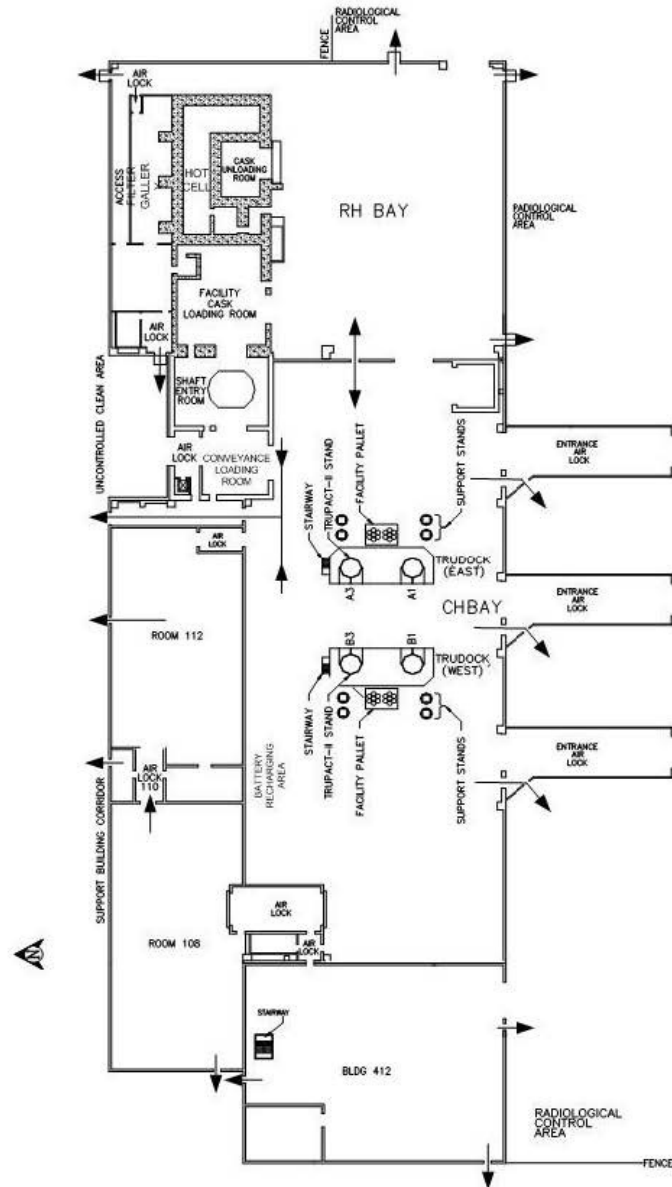 RADIOLOGICAL
CONTROL
AREA
FENCE
AIR
LOCK
ACCESS
FILTER
GALLERY
HOT
CELL
CASK
UNLOADING
ROOM
RH BAY
RADIOLOGICAL
CONTROL
AREA
FACILITY
CASK
LOADING ROOM
AIR
LOCK
UNCONTROLLED CLEAN AREA
SHAFT
ENTRY
ROOM
AIR
LOCK
CONVEYANCE
LOADING
ROOM
STAIRWAY
TRUPACT-II STAND
FACILITY PALLET
SUPPORT STANDS
ENTRANCE
AIR
LOCK
AIR
LOCK
TRUDOCK
(EAST)
A3
A1
ROOM 112
CHBAY
ENTRANCE
AIR
LOCK
B3
B1
TRUDOCK
(WEST)
STAIRWAY
TRUPACT-II STAND
FACILITY PALLET
SUPPORT STANDS
BATTERY
RECHARGING
AREA
ENTRANCE
AIR
LOCK
AIR
LOCK
110
SUPPORT BUILDING CORRIDOR
AIR
LOCK
ROOM 108
AIR
LOCK
N
STAIRWAY
BLDG 412
RADIOLOGICAL
CONTROL
AREA
FENCE